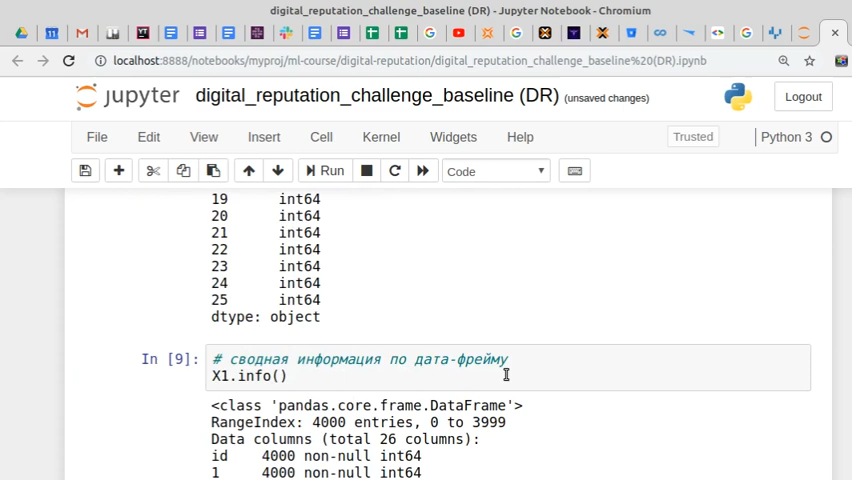 digital_reputation_challenge_baseline (DR) - Jupyter Notebook - Chromium
localhost:8888/notebooks/myproj/ml-course/digital-reputation/digital_reputation_challenge_baseline%20(DR).ipynb
jupyter digital_reputation_challenge_baseline (DR) (unsaved changes) Logout
File Edit View Insert Cell Kernel Widgets Help Trusted Python 3
Run Code
19 int64
20 int64
21 int64
22 int64
23 int64
24 int64
25 int64
dtype: object
In [9]: # сводная информация по дата-фрейму
X1.info()
<class 'pandas.core.frame.DataFrame'>
RangeIndex: 4000 entries, 0 to 3999
Data columns (total 26 columns):
id 4000 non-null int64
1 4000 non-null int64